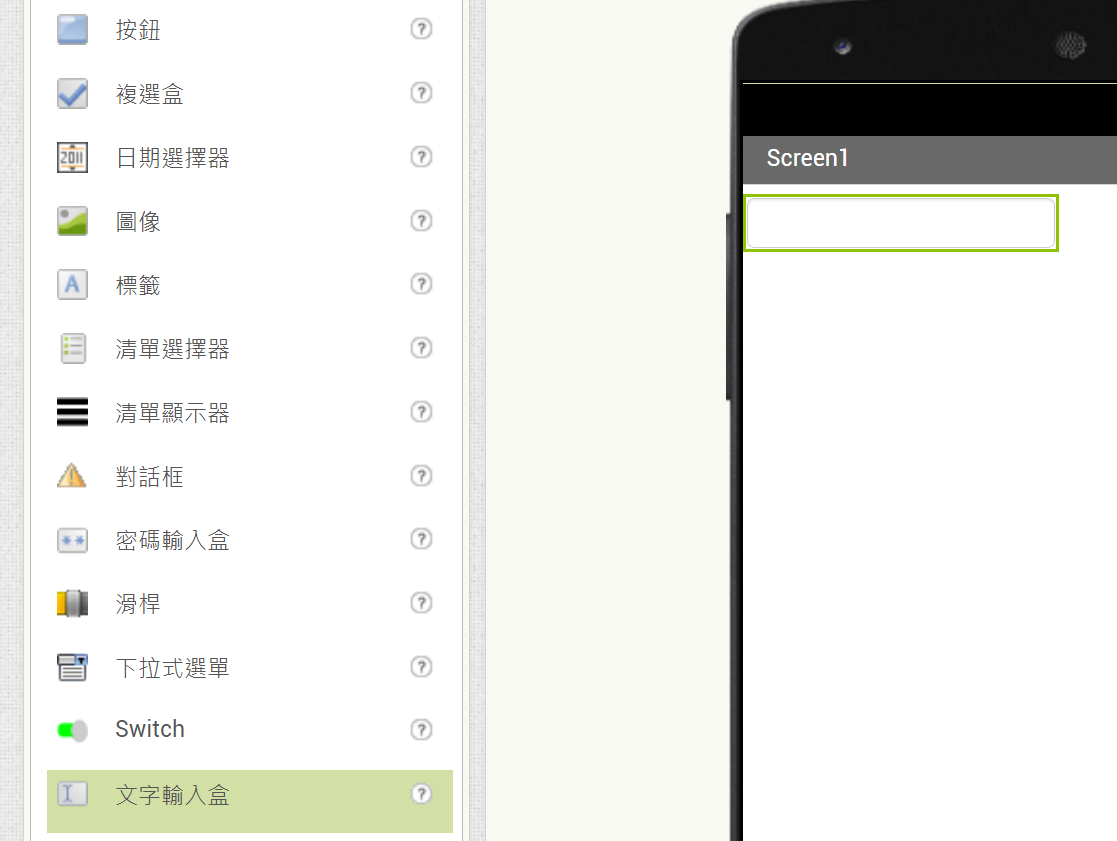 按鈕
複選盒
2011
日期選擇器
圖像
A
標籤
清單選擇器
清單顯示器
對話框
**
密碼輸入盒
滑桿
下拉式選單
Switch
文字輸入盒
?
?
?
?
?
?
?
?
?
?
?
?
?
Screen1